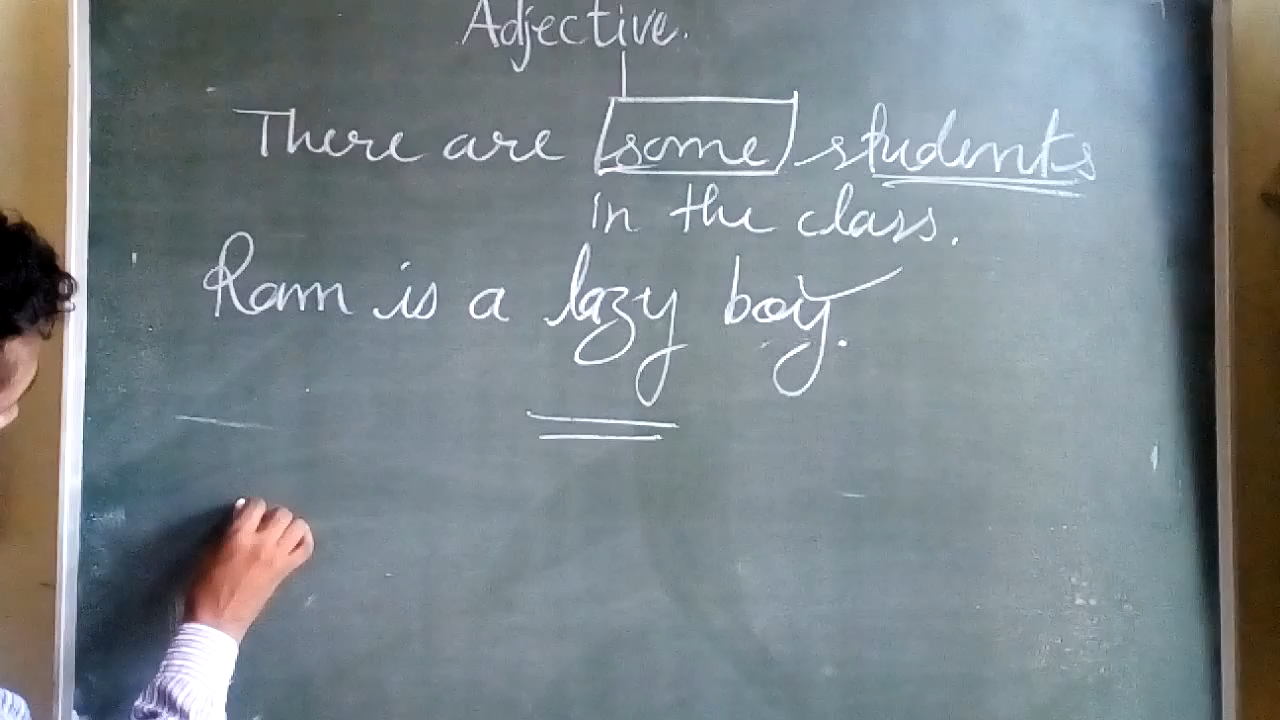 Adjective.
There are some students
in the class.
Ram is a lazy boy.